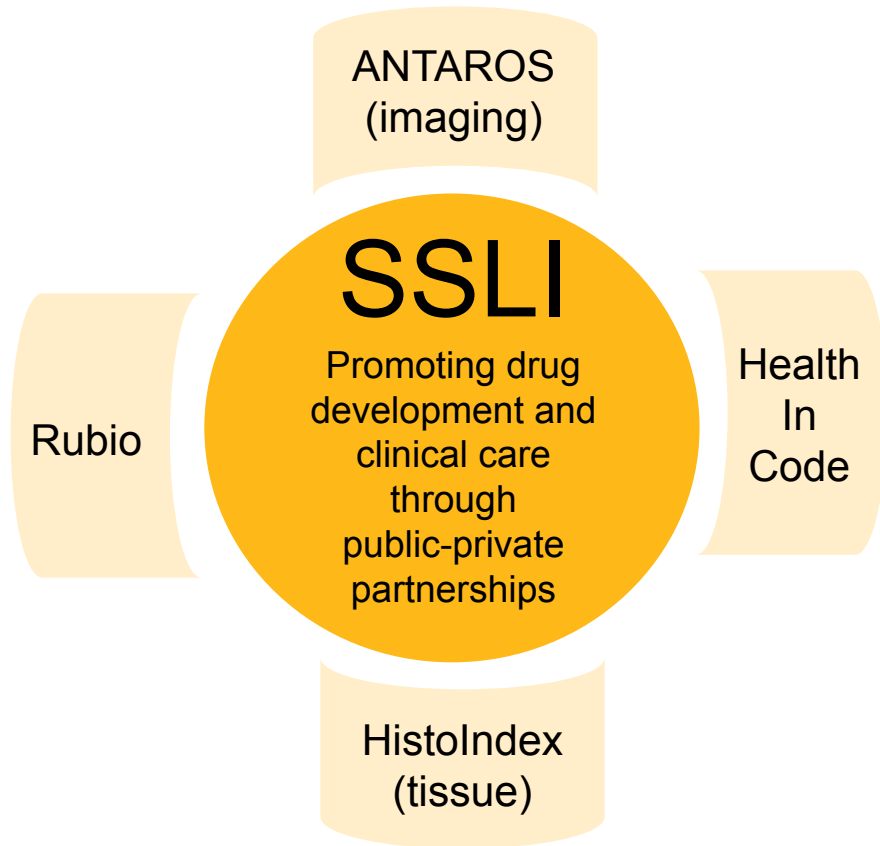 ANTAROS
(imaging)
SSLI
Promoting drug
development and
clinical care
through
public-private
partnerships
Rubio
Health
In
Code
HistoIndex
(tissue)